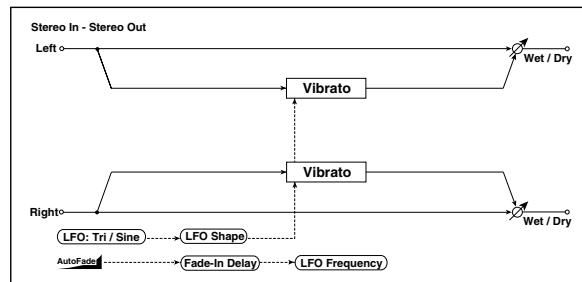 Stereo In - Stereo Out
Left
Wet / Dry
Vibrato
Vibrato
Right
Wet / Dry
LFO: Tri / Sine
LFO Shape
AutoFade
Fade-In Delay
LFO Frequency